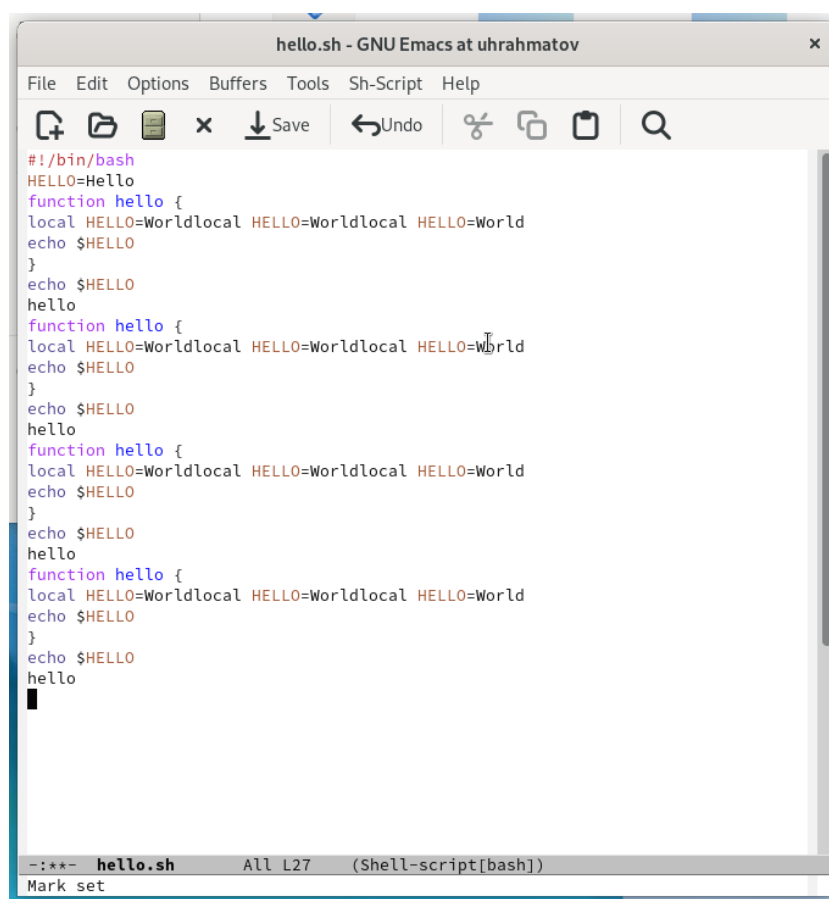 hello.sh - GNU Emacs at uhrahmatov ×
File Edit Options Buffers Tools Sh-Script Help
Save Undo
#!/bin/bash
HELLO=Hello
function hello {
local HELLO=Worldlocal HELLO=Worldlocal HELLO=World
echo $HELLO
}
echo $HELLO
hello
function hello {
local HELLO=Worldlocal HELLO=Worldlocal HELLO=World
echo $HELLO
}
echo $HELLO
hello
function hello {
local HELLO=Worldlocal HELLO=Worldlocal HELLO=World
echo $HELLO
}
echo $HELLO
hello
function hello {
local HELLO=Worldlocal HELLO=Worldlocal HELLO=World
echo $HELLO
}
echo $HELLO
hello
-:**- hello.sh All L27 (Shell-script[bash])
Mark set